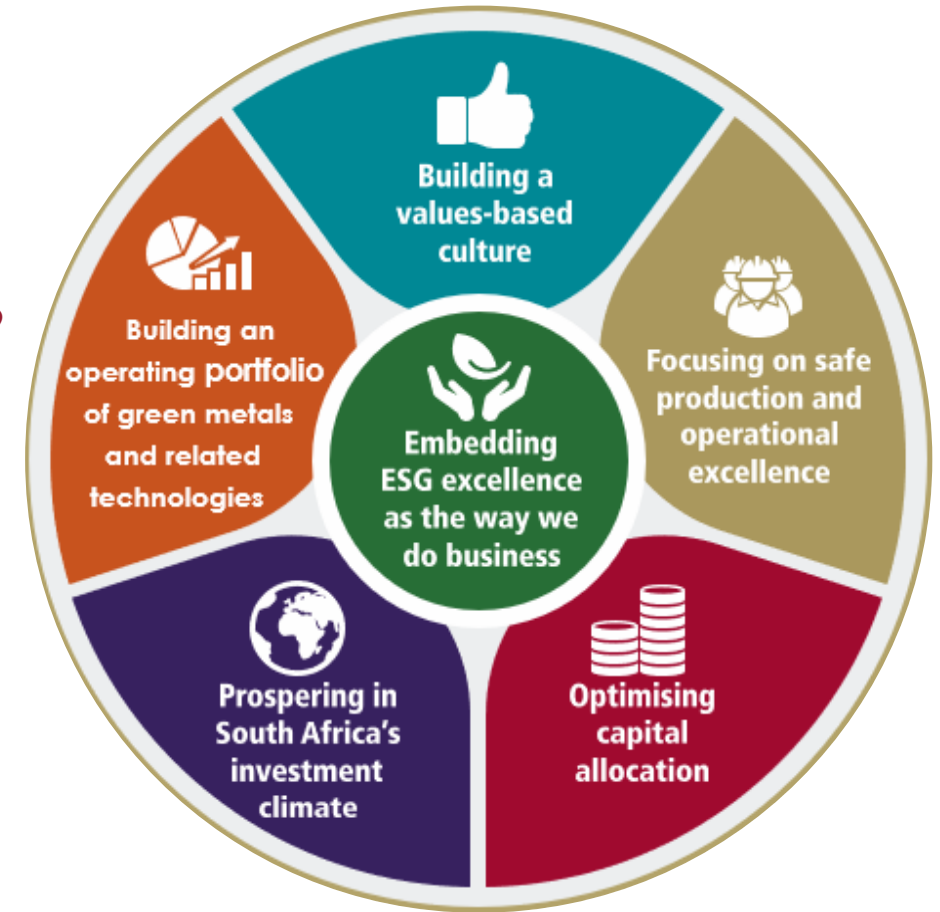 Building a
values-based
culture
Focusing on safe
production and
operational
excellence
Optimising
capital
allocation
Prospering in
South Africa's
investment
climate
Building an
operating portfolio
of green metals
and related
technologies
Embedding
ESG excellence
as the way we
do business